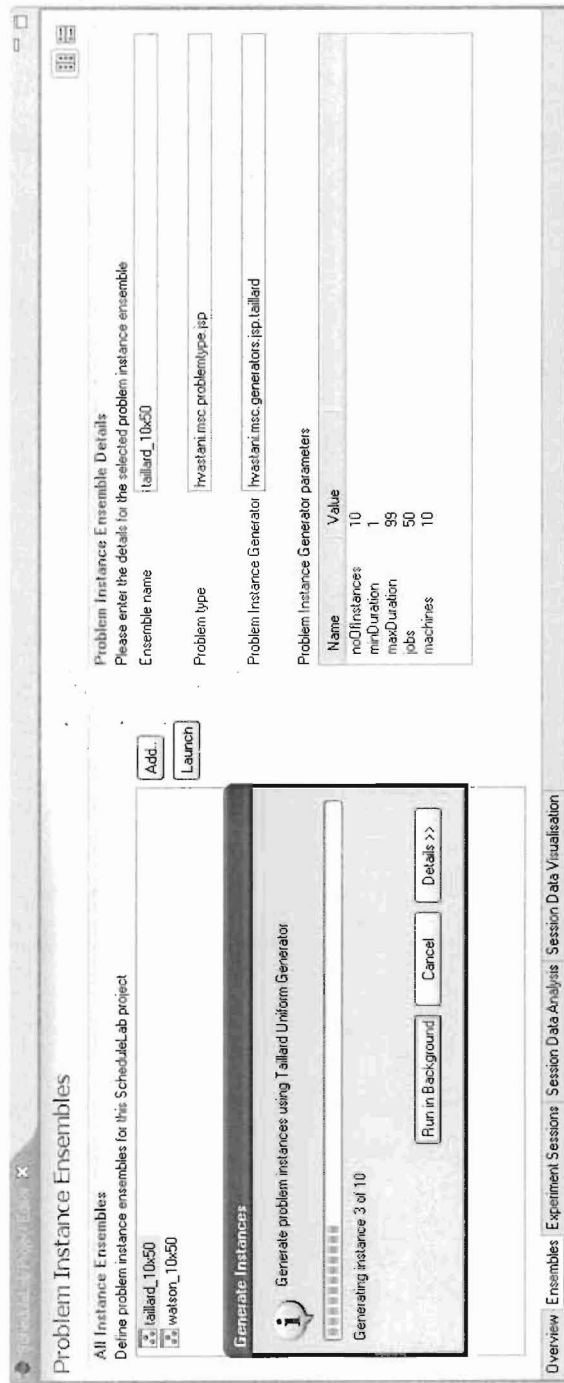 Problem Instance Ensembles
All Instance Ensembles
Define problem instance ensembles for this ScheduleLab project
taillard_10x50
watson_10x50
Add..
Launch
Generate Instances
Generate problem instances using Taillard Uniform Generator
Generating instance 3 of 10
Run in Background
Cancel
Details >>
Problem Instance Ensemble Details
Please enter the details for the selected problem instance ensemble
Ensemble name taillard_10x50
Problem type hvastani.msc.problemtype.jsp
Problem Instance Generator hvastani.msc.generators.jsp.taillard
Problem Instance Generator parameters
Name Value
noOfInstances 10
minDuration 1
maxDuration 99
jobs 50
machines 10
Overview Ensembles Experiment Sessions Session Data Analysis Session Data Visualisation